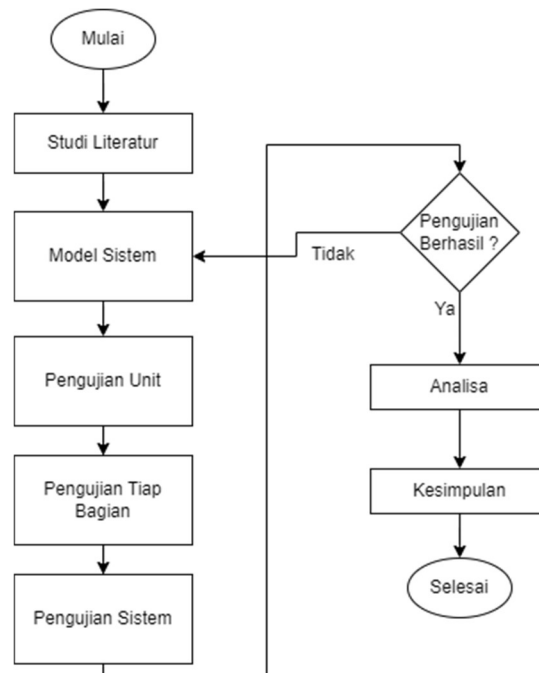 Mulai
Studi Literatur
Model Sistem
Pengujian Unit
Pengujian Tiap
Bagian
Pengujian Sistem
Pengujian
Berhasil ?
Tidak
Ya
Analisa
Kesimpulan
Selesai